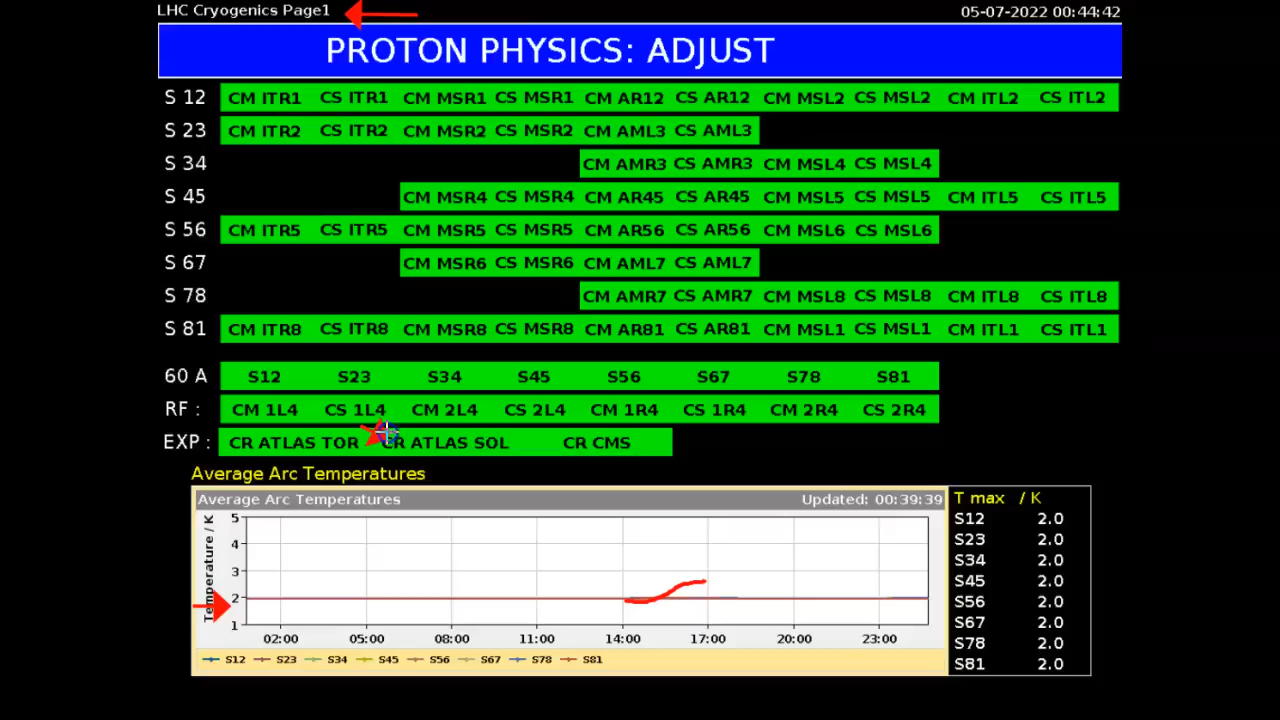 LHC Cryogenics Page1 05-07-2022 00:44:42
PROTON PHYSICS: ADJUST
S 12 CM ITR1 CS ITR1 CM MSR1 CS MSR1 CM AR12 CS AR12 CM MSL2 CS MSL2 CM ITL2 CS ITL2
S 23 CM ITR2 CS ITR2 CM MSR2 CS MSR2 CM AML3 CS AML3
S 34 CM AMR3 CS AMR3 CM MSL4 CS MSL4
S 45 CM MSR4 CS MSR4 CM AR45 CS AR45 CM MSL5 CS MSL5 CM ITL5 CS ITL5
S 56 CM ITR5 CS ITR5 CM MSR5 CS MSR5 CM AR56 CS AR56 CM MSL6 CS MSL6
S 67 CM MSR6 CS MSR6 CM AML7 CS AML7
S 78 CM AMR7 CS AMR7 CM MSL8 CS MSL8 CM ITL8 CS ITL8
S 81 CM ITR8 CS ITR8 CM MSR8 CS MSR8 CM AR81 CS AR81 CM MSL1 CS MSL1 CM ITL1 CS ITL1
60 A S12 S23 S34 S45 S56 S67 S78 S81
RF : CM 1L4 CS 1L4 CM 2L4 CS 2L4 CM 1R4 CS 1R4 CM 2R4 CS 2R4
EXP : CR ATLAS TOR CR ATLAS SOL CR CMS
Average Arc Temperatures
Average Arc Temperatures Updated: 00:39:39
Temperature / K
5
4
3
2
1
02:00 05:00 08:00 11:00 14:00 17:00 20:00 23:00
S12 S23 S34 S45 S56 S67 S78 S81
T max / K
S12 2.0
S23 2.0
S34 2.0
S45 2.0
S56 2.0
S67 2.0
S78 2.0
S81 2.0